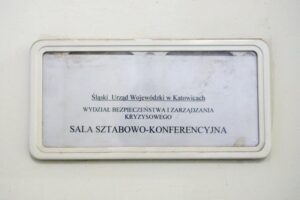 Śląski Urząd Wojewódzki w Katowicach
WYDZIAŁ BEZPIECZEŃSTWA I ZARZĄDZANIA
KRYZYSOWEGO
SALA SZTABOWO-KONFERENCYJNA